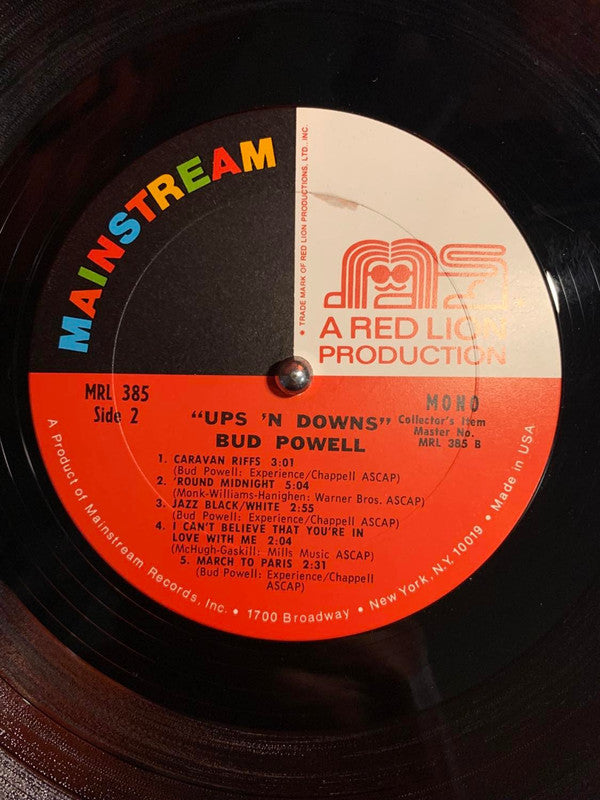 MAINSTREAM
• TRADE MARK OF RED LION PRODUCTIONS, LTD. INC.
A RED LION
PRODUCTION
MRL 385
Side 2
"UPS 'N DOWNS"
BUD POWELL
MONO
Collector's Item
Master No.
MRL 385 B
1. CARAVAN RIFFS 3:01
(Bud Powell: Experience/Chappell ASCAP)
2. 'ROUND MIDNIGHT 5:04
(Monk-Williams-Hanighen: Warner Bros. ASCAP)
3. JAZZ BLACK/WHITE 2:55
(Bud Powell: Experience/Chappell ASCAP)
4. I CAN'T BELIEVE THAT YOU'RE IN
LOVE WITH ME 2:04
(McHugh-Gaskill: Mills Music ASCAP)
5. MARCH TO PARIS 2:31
(Bud Powell: Experience/Chappell
ASCAP)
A Product of Mainstream Records, Inc. • 1700 Broadway • New York, N.Y. 10019 • Made in USA